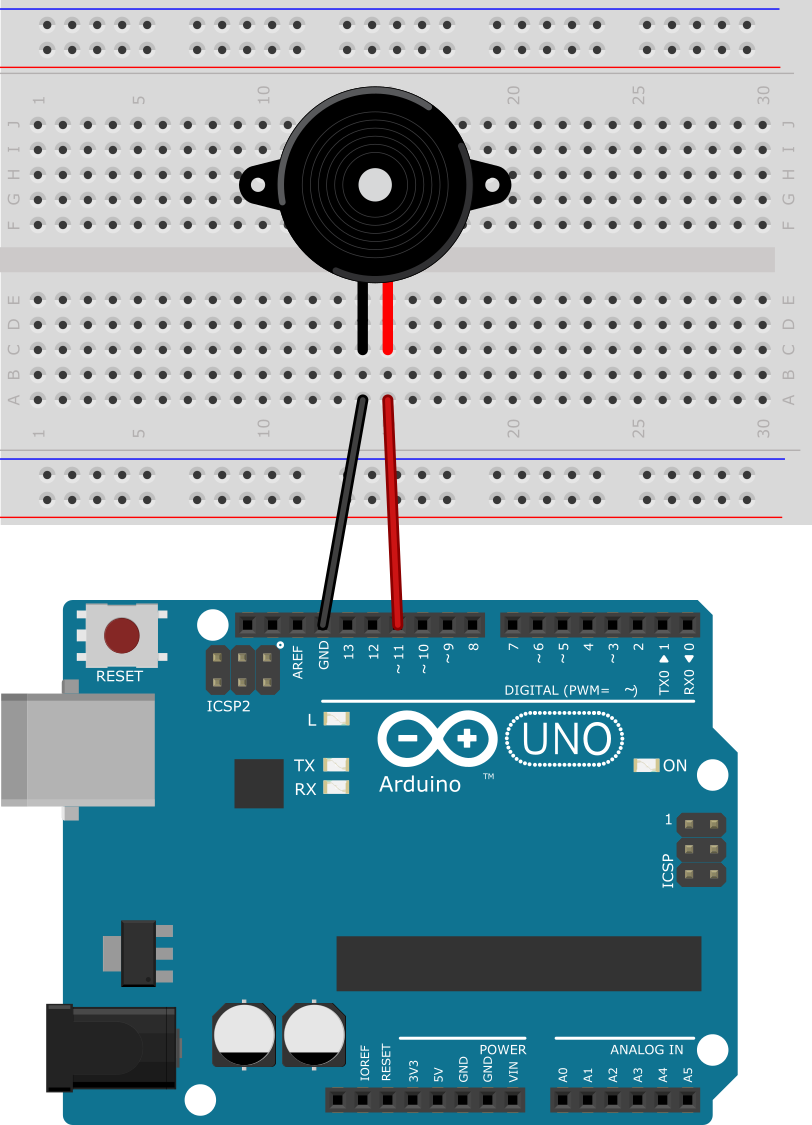 1 5 10 20 25 30
J J
I I
H H
G G
F F
E E
D D
C C
B B
A A
1 5 10 20 25 30
RESET
ICSP2
AREF
GND
13
12
~11
~10
~9
8
7
~6
~5
4
~3
2
TX0 ▶ 1
RX0 ◀ 0
DIGITAL (PWM= ~)
L
TX
RX
UNO
Arduino ™
ON
1
ICSP
POWER
ANALOG IN
IOREF
RESET
3V3
5V
GND
GND
VIN
A0
A1
A2
A3
A4
A5